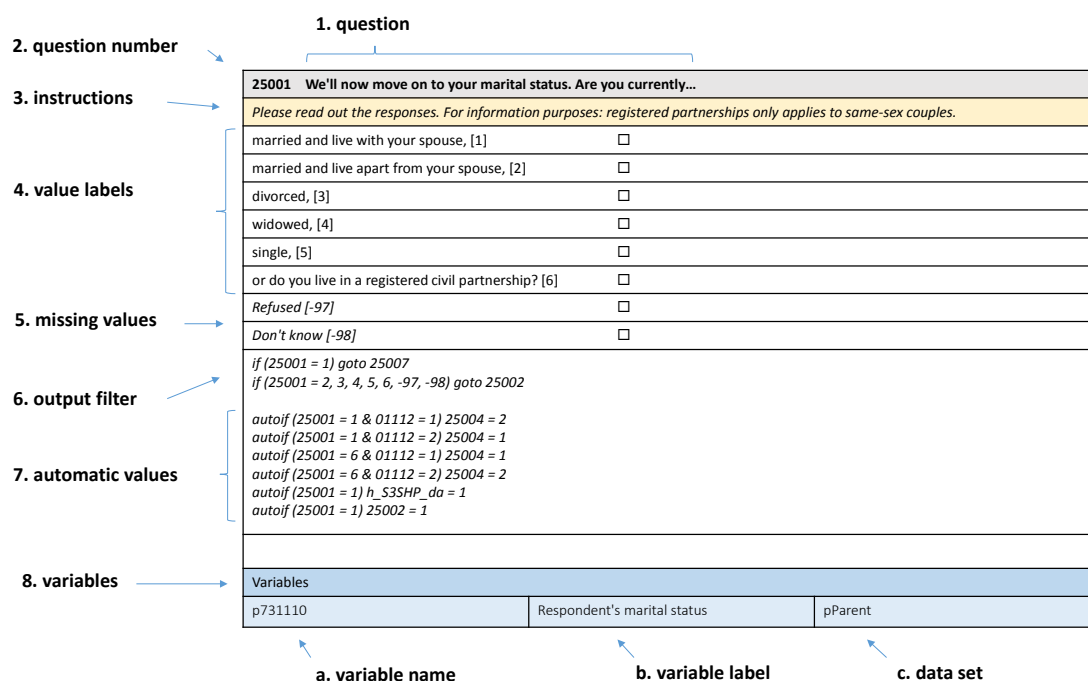 1. question
2. question number
25001 We'll now move on to your marital status. Are you currently…
3. instructions
Please read out the responses. For information purposes: registered partnerships only applies to same-sex couples.
married and live with your spouse, [1]
married and live apart from your spouse, [2]
4. value labels
divorced, [3]
widowed, [4]
single, [5]
or do you live in a registered civil partnership? [6]
Refused [-97]
5. missing values
Don't know [-98]
if (25001 = 1) goto 25007
if (25001 = 2, 3, 4, 5, 6, -97, -98) goto 25002
6. output filter
autoif (25001 = 1 & 01112 = 1) 25004 = 2
autoif (25001 = 1 & 01112 = 2) 25004 = 1
autoif (25001 = 6 & 01112 = 1) 25004 = 1
7. automatic values
autoif (25001 = 6 & 01112 = 2) 25004 = 2
autoif (25001 = 1) h_S3SHP_da = 1
autoif (25001 = 1) 25002 = 1
8. variables
Variables
p731110 Respondent's marital status pParent
a. variable name b. variable label c. data set